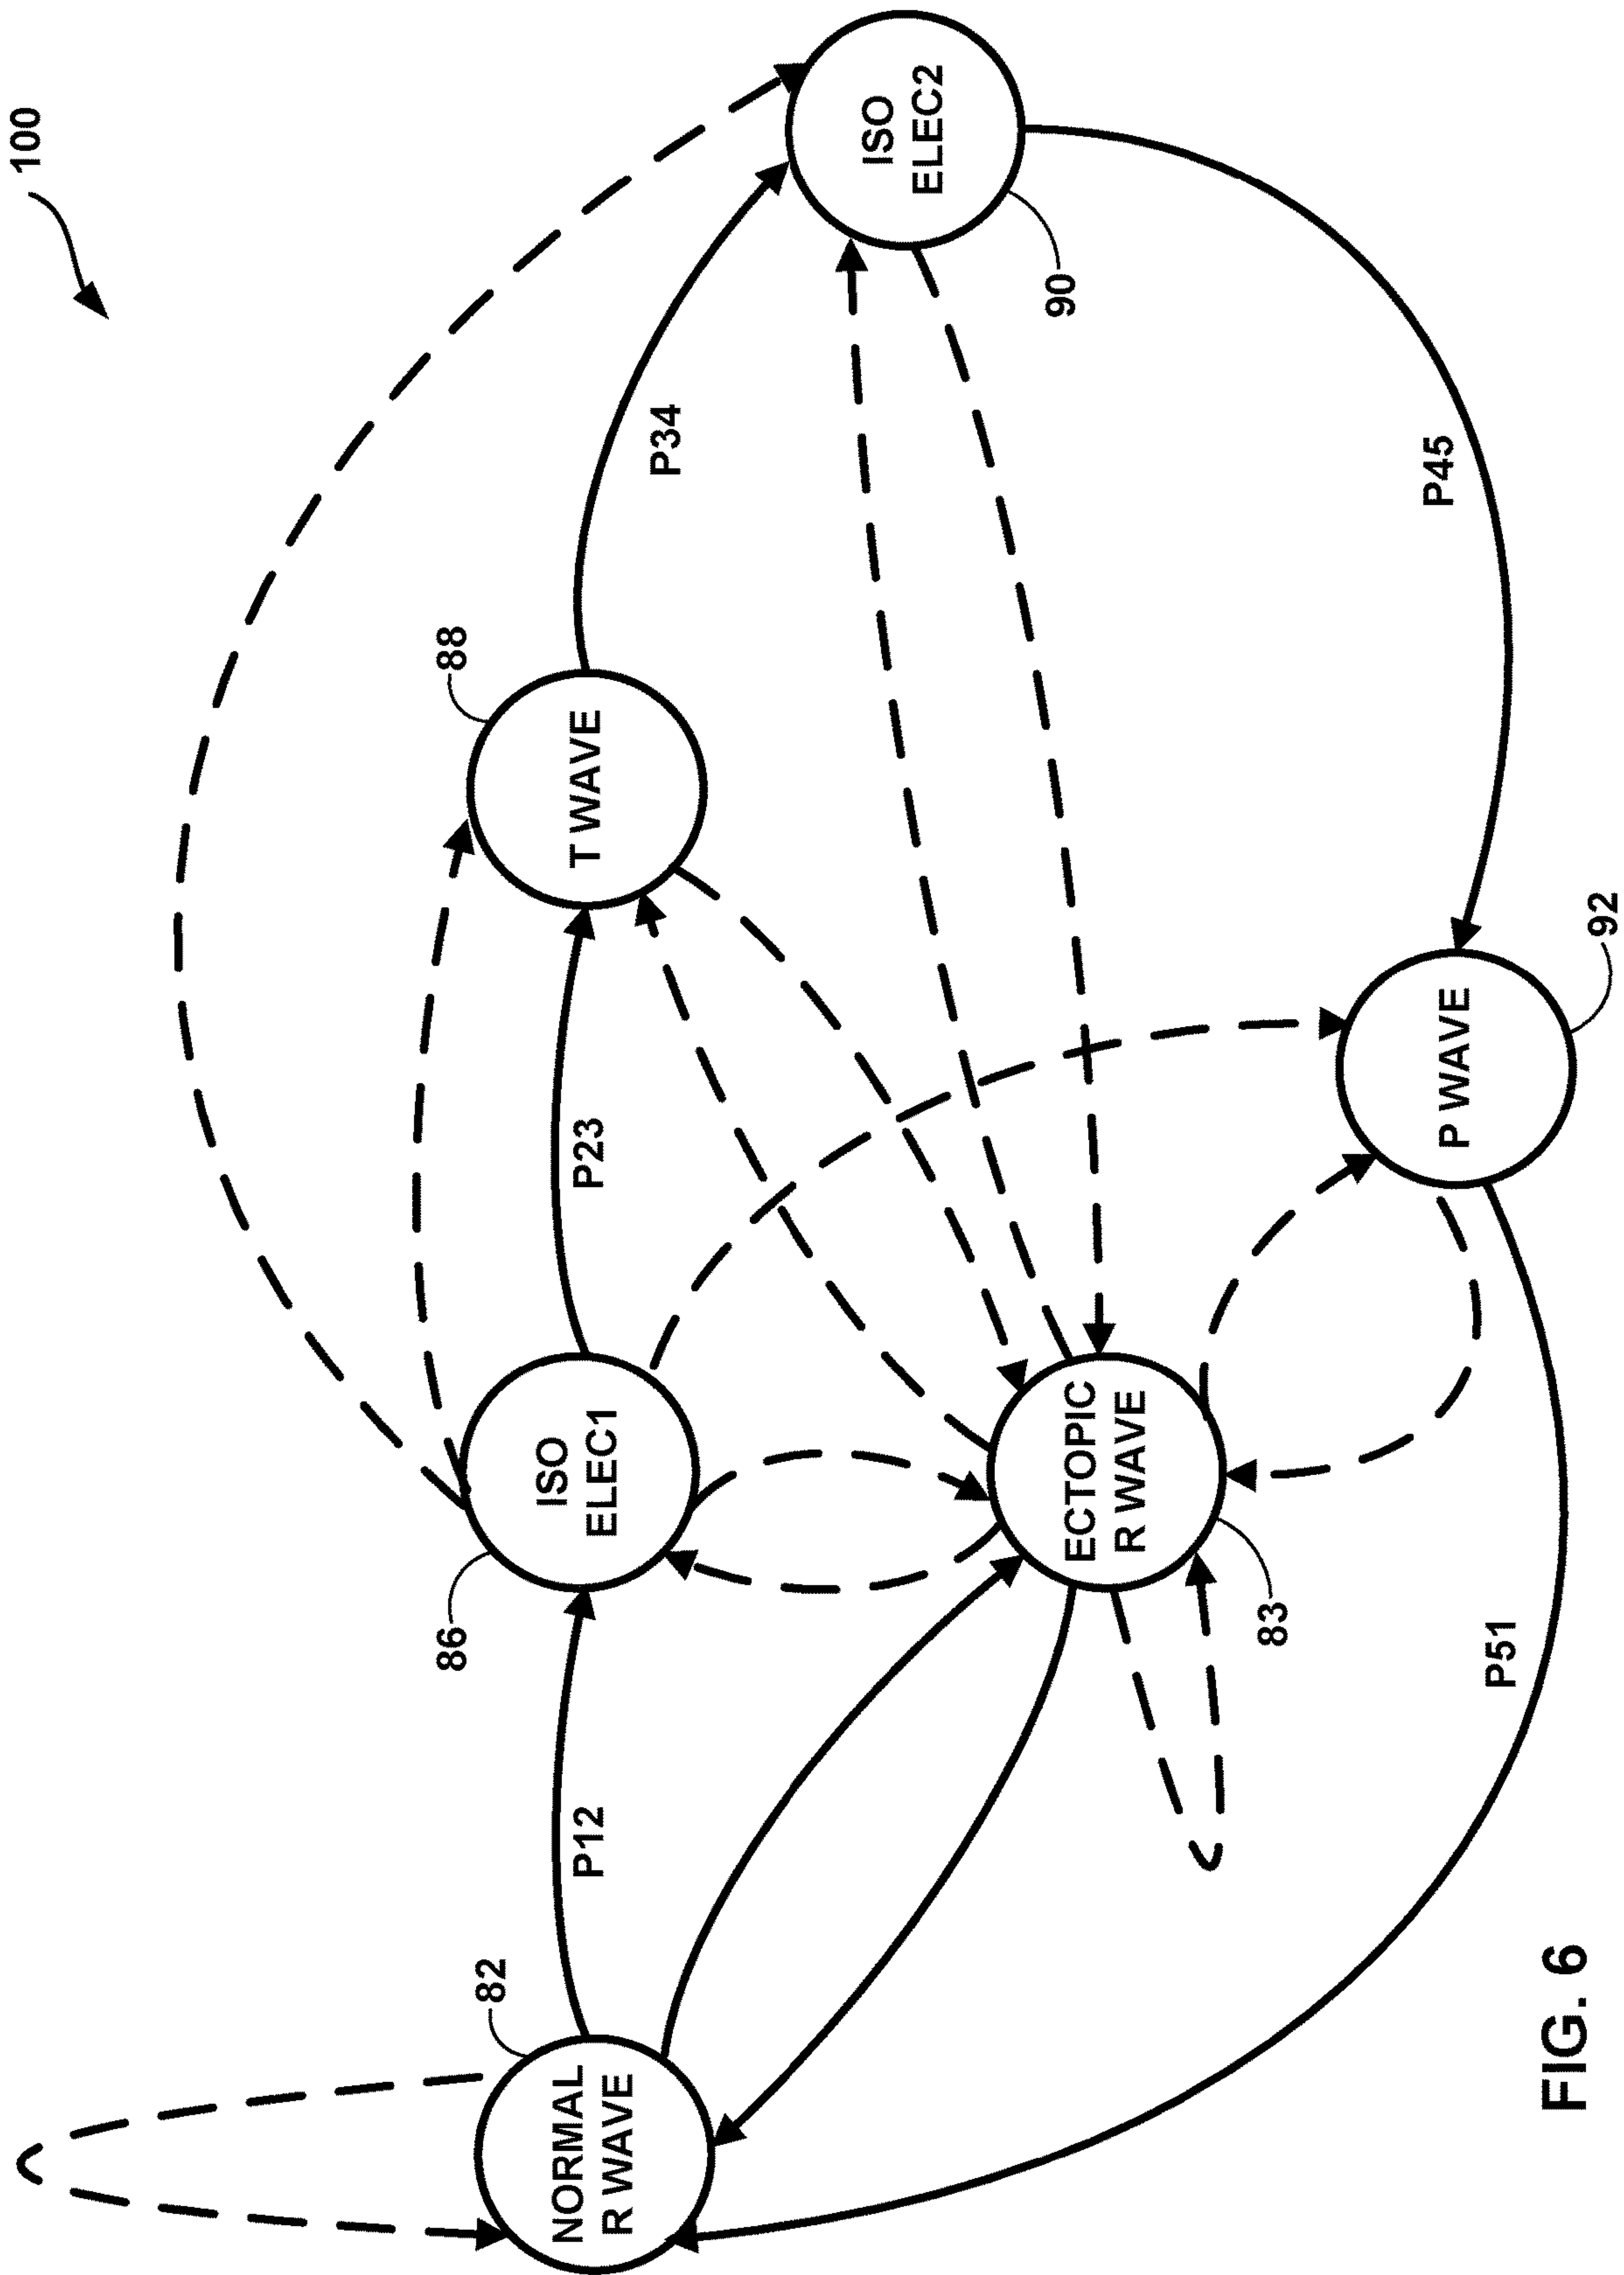 100
82
NORMAL
R WAVE
P12
86
ISO
ELEC1
P23
88
T WAVE
P34
ISO
ELEC2
90
ECTOPIC
R WAVE
83
P45
P WAVE
92
P51
FIG. 6